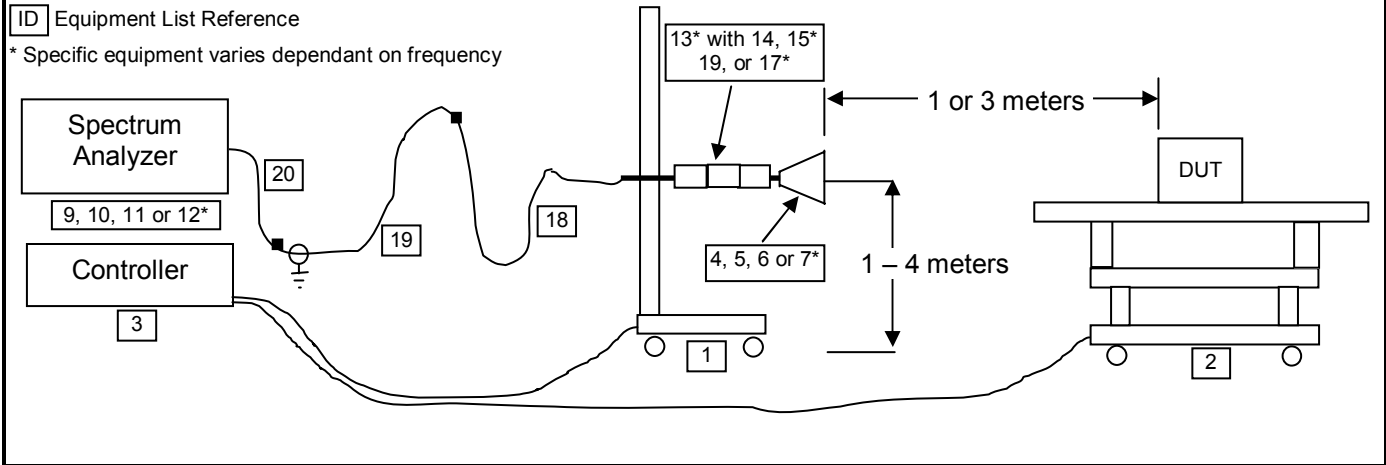 ID Equipment List Reference
* Specific equipment varies dependant on frequency
13* with 14, 15*
19, or 17*
1 or 3 meters
Spectrum
Analyzer
DUT
20
9, 10, 11 or 12*
19
18
4, 5, 6 or 7*
1 – 4 meters
Controller
3
1
2